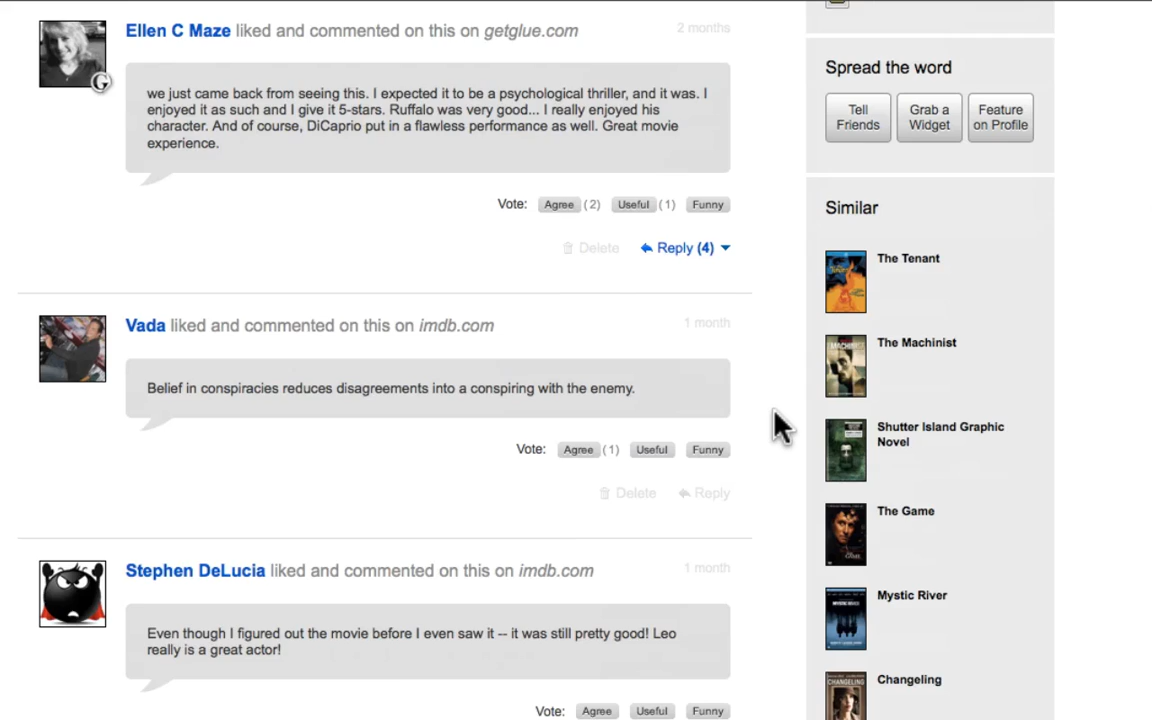 Ellen C Maze liked and commented on this on getglue.com
2 months
G
we just came back from seeing this. I expected it to be a psychological thriller, and it was. I
enjoyed it as such and I give it 5-stars. Ruffalo was very good... I really enjoyed his
character. And of course, DiCaprio put in a flawless performance as well. Great movie
experience.
Vote: Agree (2) Useful (1) Funny
Delete Reply (4)
Vada liked and commented on this on imdb.com
1 month
Belief in conspiracies reduces disagreements into a conspiring with the enemy.
Vote: Agree (1) Useful Funny
Delete Reply
Stephen DeLucia liked and commented on this on imdb.com
1 month
Even though I figured out the movie before I even saw it -- it was still pretty good! Leo
really is a great actor!
Vote: Agree Useful Funny
Spread the word
Tell
Friends
Grab a
Widget
Feature
on Profile
Similar
The Tenant
The Machinist
MACHINIST
Shutter Island Graphic
Novel
The Game
Mystic River
MYSTIC RIVER
Changeling
CHANGELING